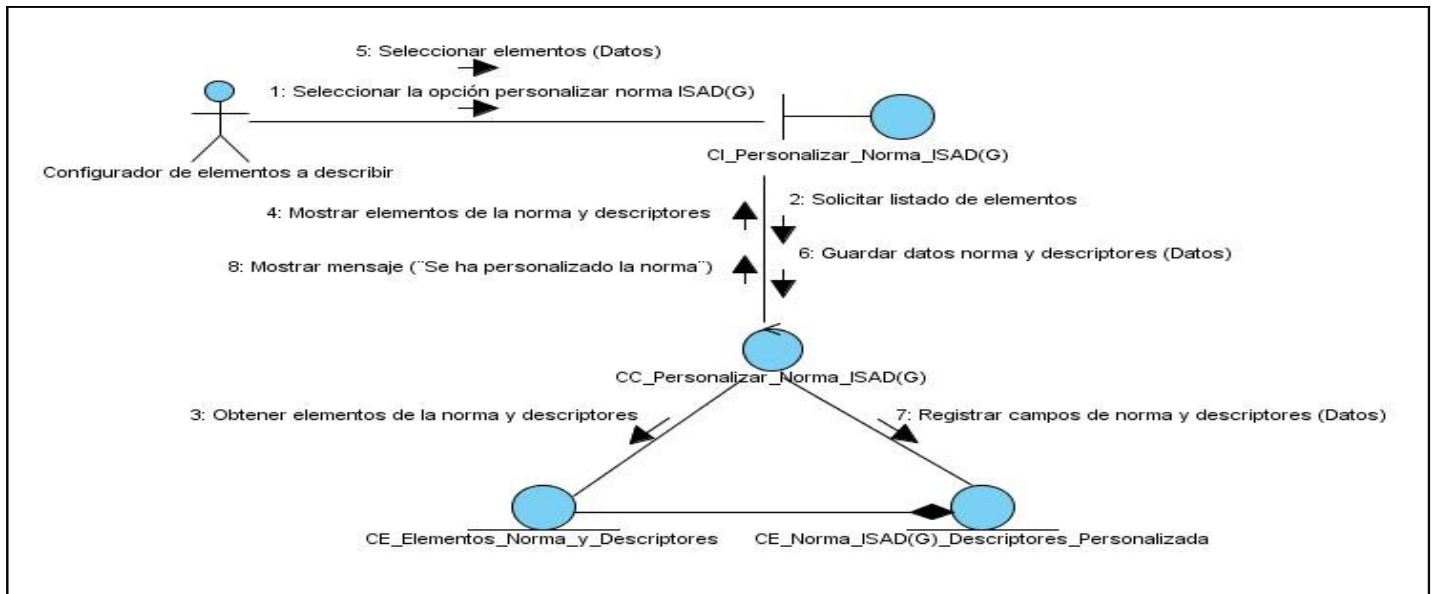 5: Seleccionar elementos (Datos)
1: Seleccionar la opción personalizar norma ISAD(G)
Configurador de elementos a describir
CI_Personalizar_Norma_ISAD(G)
2: Solicitar listado de elementos
4: Mostrar elementos de la norma y descriptores
6: Guardar datos norma y descriptores (Datos)
8: Mostrar mensaje (¨Se ha personalizado la norma¨)
CC_Personalizar_Norma_ISAD(G)
3: Obtener elementos de la norma y descriptores
7: Registrar campos de norma y descriptores (Datos)
CE_Elementos_Norma_y_Descriptores
CE_Norma_ISAD(G)_Descriptores_Personalizada